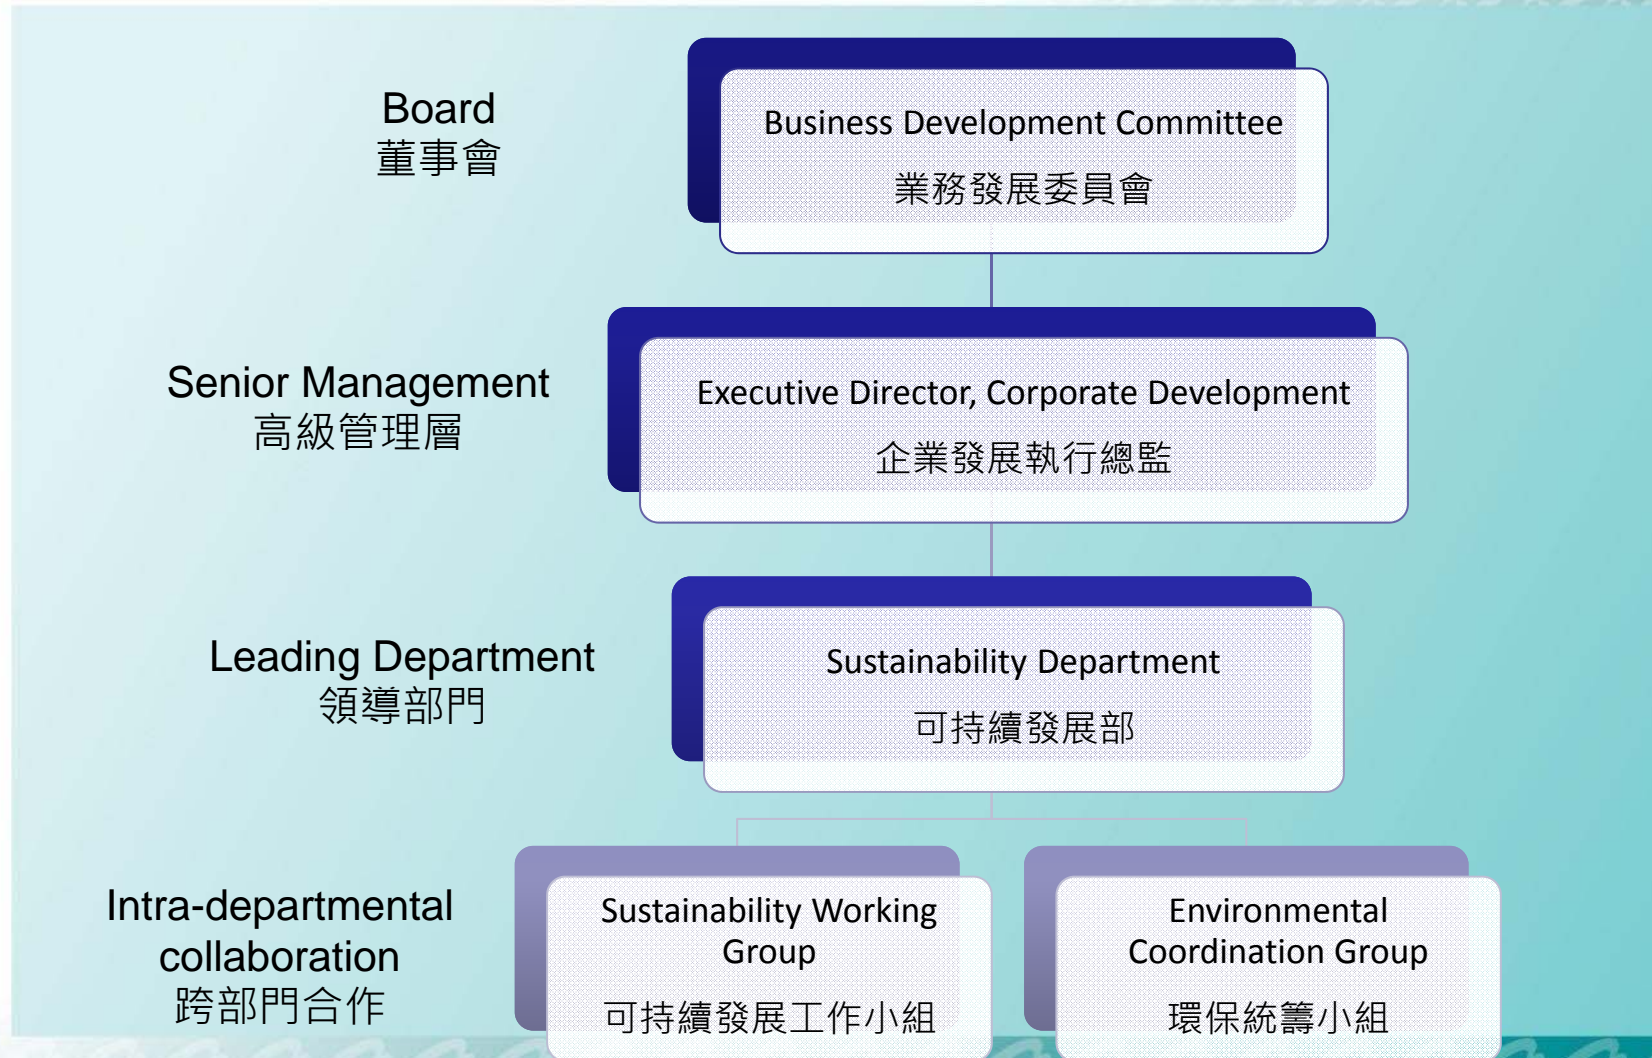 Board
董事會
Business Development Committee
業務發展委員會
Senior Management
高級管理層
Executive Director, Corporate Development
企業發展執行總監
Leading Department
領導部門
Sustainability Department
可持續發展部
Intra-departmental
collaboration
跨部門合作
Sustainability Working
Group
可持續發展工作小組
Environmental
Coordination Group
環保統籌小組